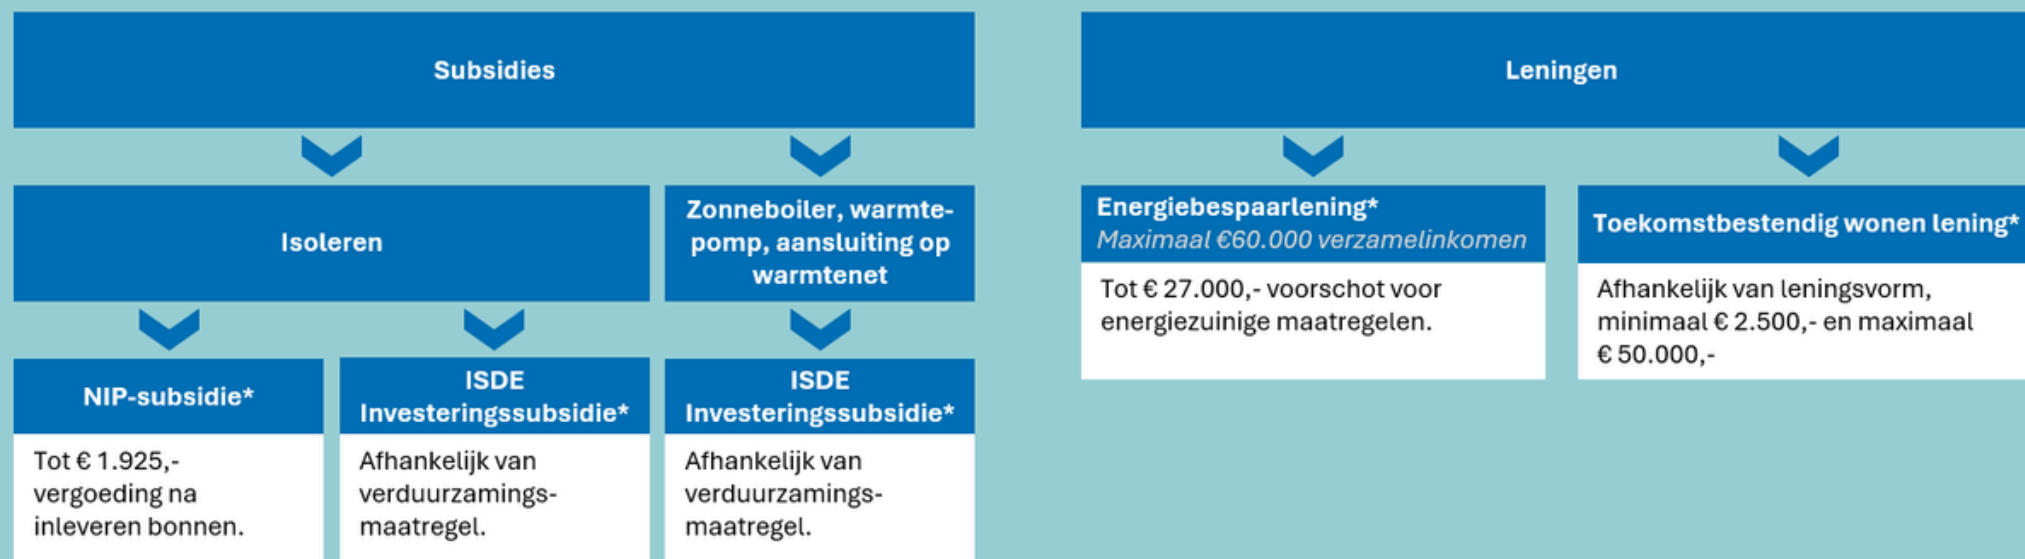 Subsidies
Isoleren
Zonneboiler, warmte-
pomp, aansluiting op
warmtenet
NIP-subsidie*
Tot € 1.925,-
vergoeding na
inleveren bonnen.
ISDE
Investeringssubsidie*
Afhankelijk van
verduurzamings-
maatregel.
ISDE
Investeringssubsidie*
Afhankelijk van
verduurzamings-
maatregel.
Leningen
Energiebespaarlening*
Maximaal €60.000 verzamelinkomen
Tot € 27.000,- voorschot voor
energiezuinige maatregelen.
Toekomstbestendig wonen lening*
Afhankelijk van leningsvorm,
minimaal € 2.500,- en maximaal
€ 50.000,-